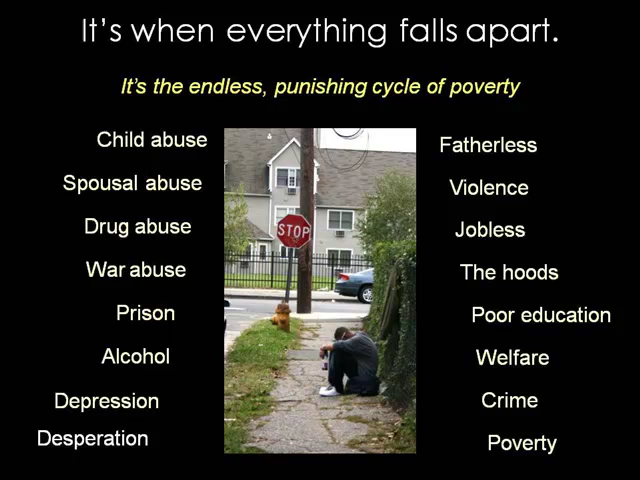 It's when everything falls apart.
It's the endless, punishing cycle of poverty
Child abuse
Spousal abuse
Drug abuse
War abuse
Prison
Alcohol
Depression
Desperation
STOP
Fatherless
Violence
Jobless
The hoods
Poor education
Welfare
Crime
Poverty